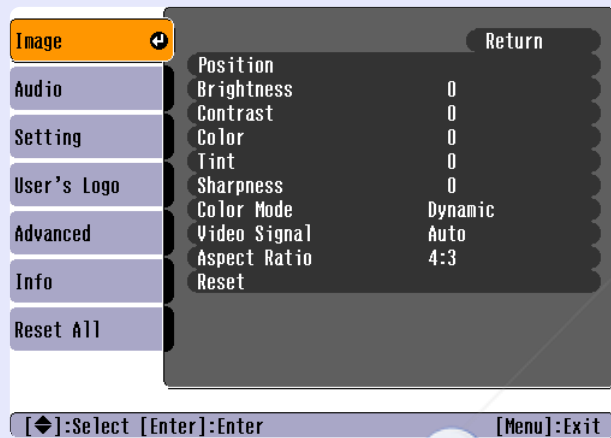 Image
Audio
Setting
User's Logo
Advanced
Info
Reset All
Return
Position
Brightness 0
Contrast 0
Color 0
Tint 0
Sharpness 0
Color Mode Dynamic
Video Signal Auto
Aspect Ratio 4:3
Reset
[◆]:Select [Enter]:Enter [Menu]:Exit